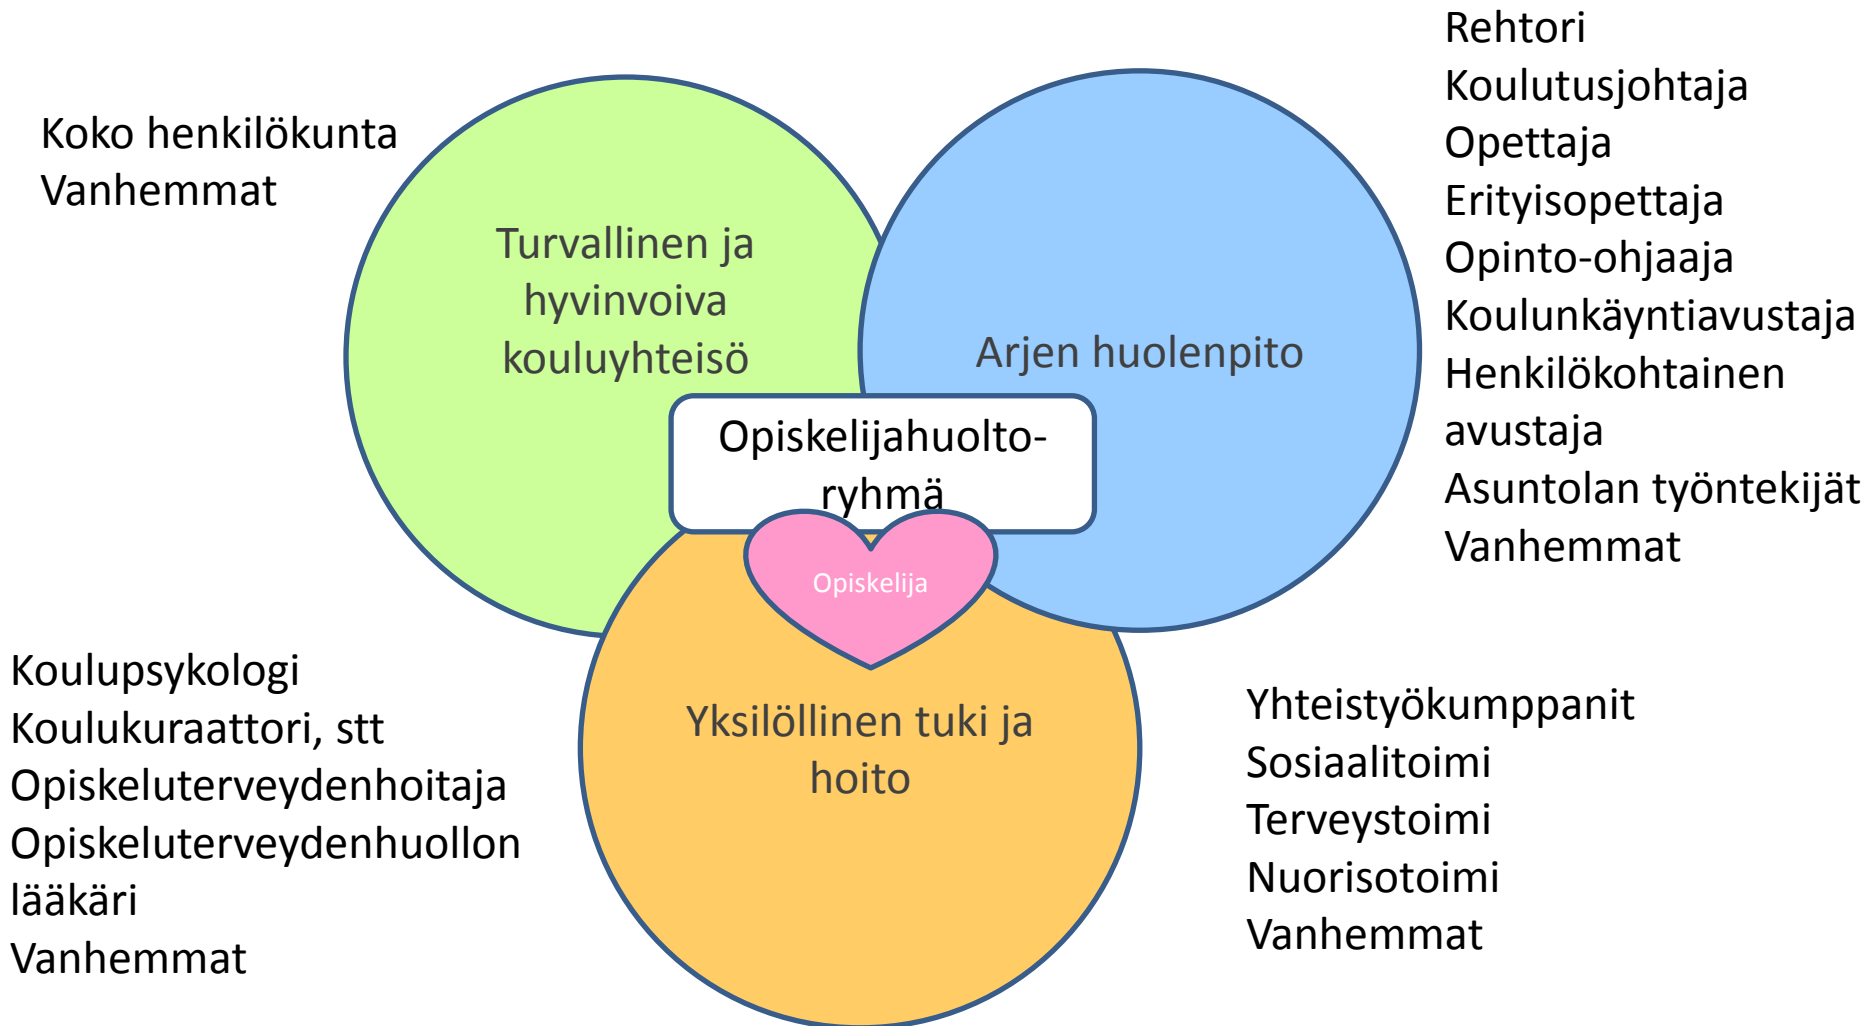 Koko henkilökunta
Vanhemmat
Turvallinen ja
hyvinvoiva
kouluyhteisö
Arjen huolenpito
Rehtori
Koulutusjohtaja
Opettaja
Erityisopettaja
Opinto-ohjaaja
Koulunkäyntiavustaja
Henkilökohtainen
avustaja
Asuntolan työntekijät
Vanhemmat
Opiskelijahuolto-
ryhmä
Opiskelija
Koulupsykologi
Koulukuraattori, stt
Opiskeluterveydenhoitaja
Opiskeluterveydenhuollon
lääkäri
Vanhemmat
Yksilöllinen tuki ja
hoito
Yhteistyökumppanit
Sosiaalitoimi
Terveystoimi
Nuorisotoimi
Vanhemmat